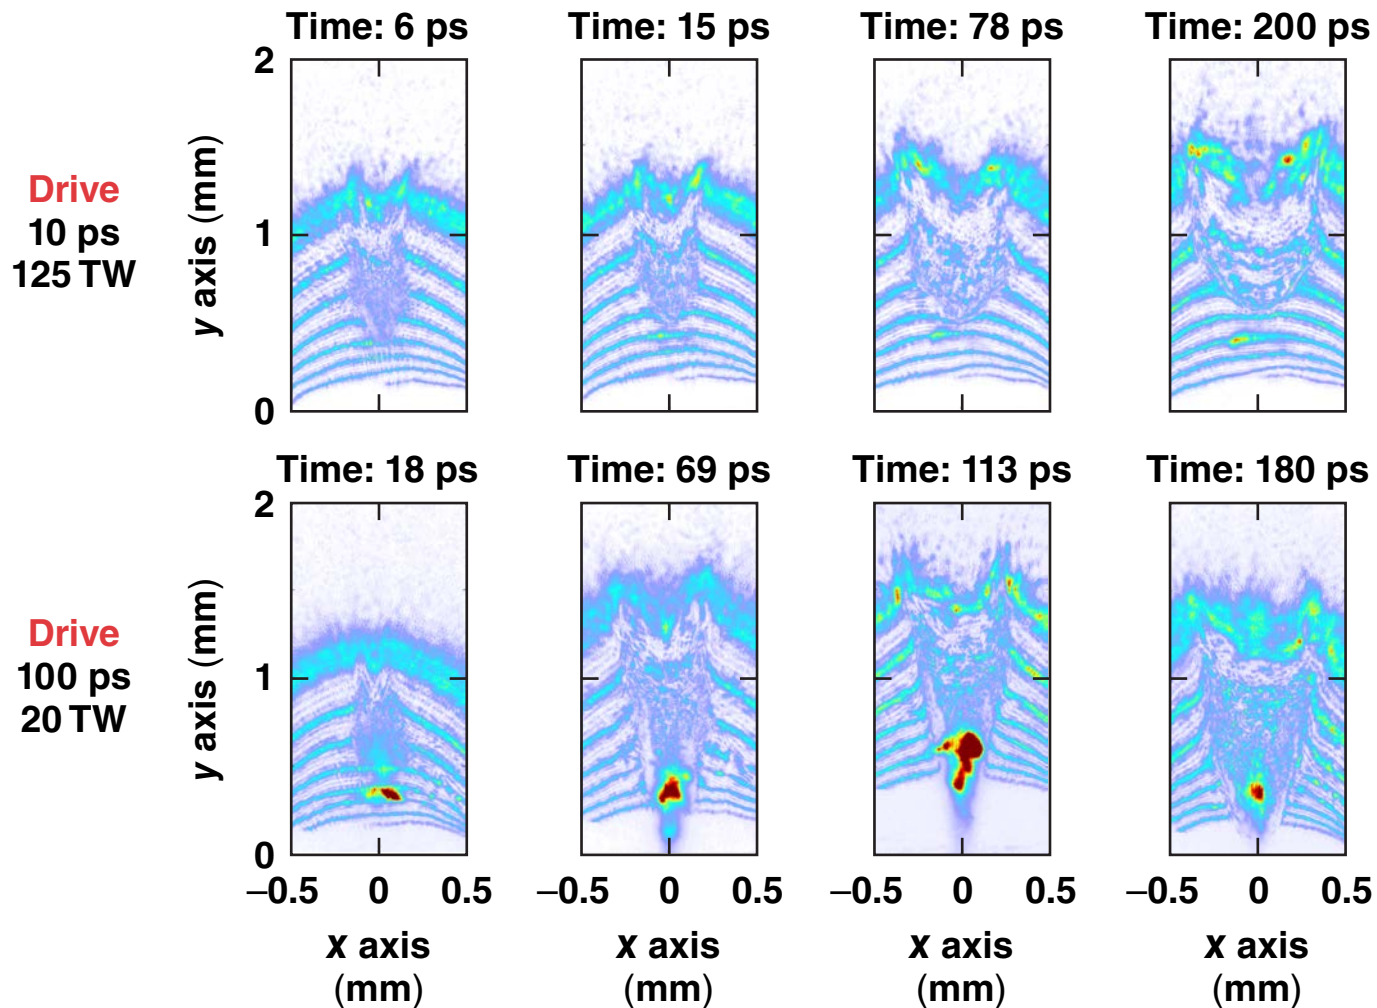 Time: 6 ps Time: 15 ps Time: 78 ps Time: 200 ps
2
Drive
10 ps
125 TW
y axis (mm)
1
0
Time: 18 ps Time: 69 ps Time: 113 ps Time: 180 ps
2
Drive
100 ps
20 TW
y axis (mm)
1
0
–0.5 0 0.5 –0.5 0 0.5 –0.5 0 0.5 –0.5 0 0.5
x axis x axis x axis x axis
(mm) (mm) (mm) (mm)